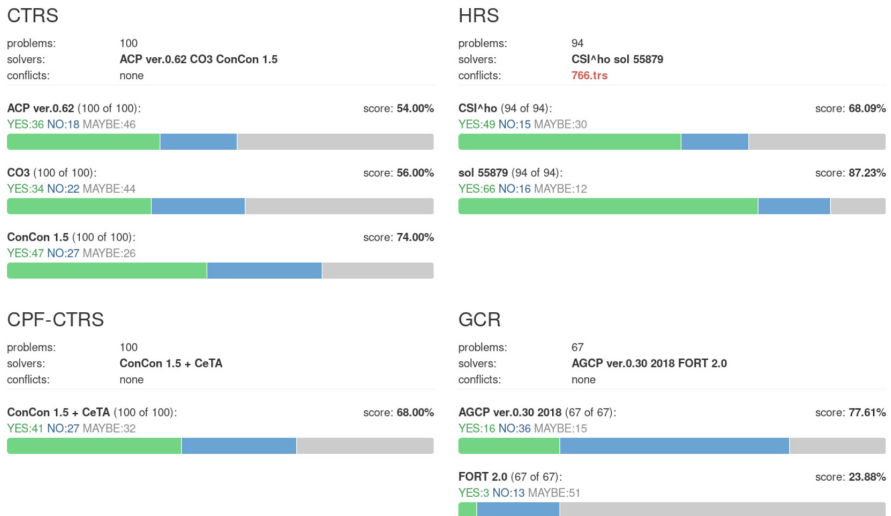 CTRS
problems: 100
solvers: ACP ver.0.62 CO3 ConCon 1.5
conflicts: none
ACP ver.0.62 (100 of 100): score: 54.00%
YES:36 NO:18 MAYBE:46
CO3 (100 of 100): score: 56.00%
YES:34 NO:22 MAYBE:44
ConCon 1.5 (100 of 100): score: 74.00%
YES:47 NO:27 MAYBE:26
HRS
problems: 94
solvers: CSI^ho sol 55879
conflicts: 766.trs
CSI^ho (94 of 94): score: 68.09%
YES:49 NO:15 MAYBE:30
sol 55879 (94 of 94): score: 87.23%
YES:66 NO:16 MAYBE:12
CPF-CTRS
problems: 100
solvers: ConCon 1.5 + CeTA
conflicts: none
ConCon 1.5 + CeTA (100 of 100): score: 68.00%
YES:41 NO:27 MAYBE:32
GCR
problems: 67
solvers: AGCP ver.0.30 2018 FORT 2.0
conflicts: none
AGCP ver.0.30 2018 (67 of 67): score: 77.61%
YES:16 NO:36 MAYBE:15
FORT 2.0 (67 of 67): score: 23.88%
YES:3 NO:13 MAYBE:51